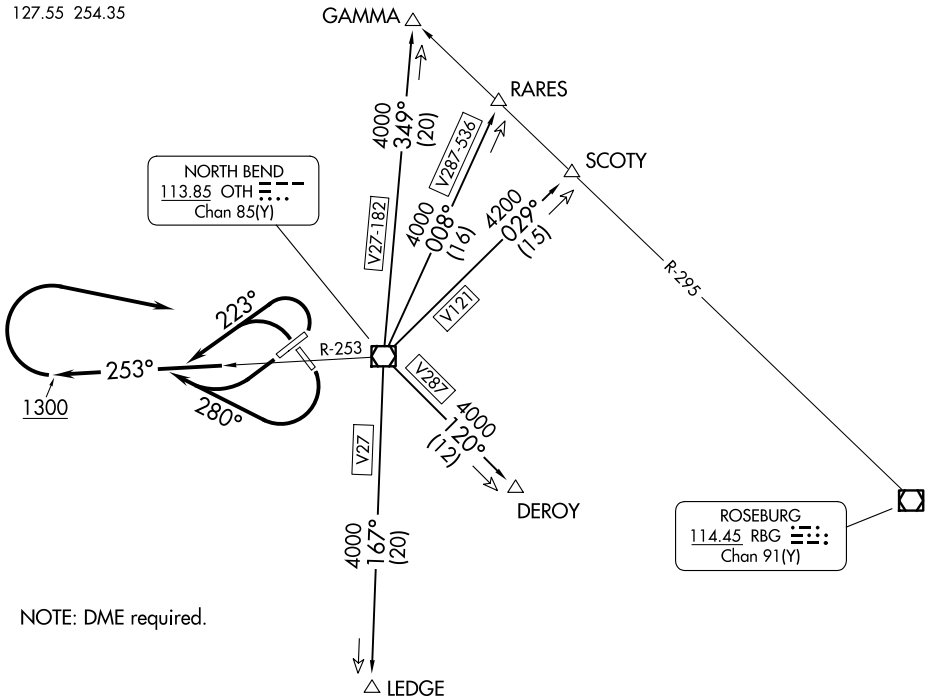 127.55 254.35
GAMMA
RARES
4000
349°
(20)
V287-536
SCOTY
NORTH BEND
113.85 OTH
Chan 85(Y)
V27-182
4000
008°
(16)
4200
029°
(15)
R-295
V121
223°
R-253
253°
1300
280°
V287
4000
120°
(12)
V27
DEROY
ROSEBURG
114.45 RBG
Chan 91(Y)
4000
167°
(20)
NOTE: DME required.
LEDGE